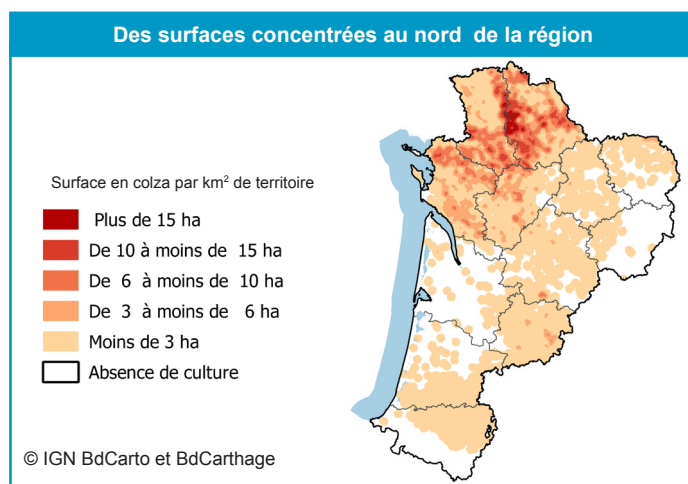 Des surfaces concentrées au nord de la région
Surface en colza par km² de territoire
Plus de 15 ha
De 10 à moins de 15 ha
De 6 à moins de 10 ha
De 3 à moins de 6 ha
Moins de 3 ha
Absence de culture
© IGN BdCarto et BdCarthage